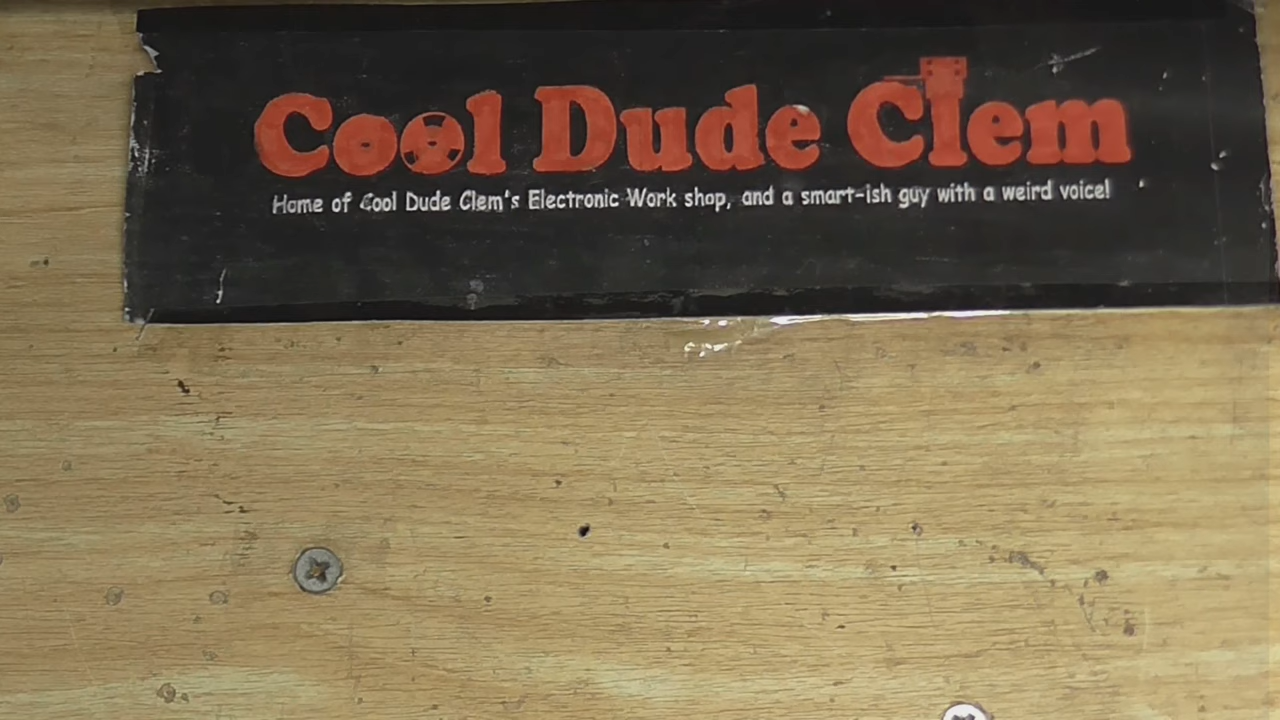 Cool Dude Clem
Home of Cool Dude Clem's Electronic Work shop, and a smart-ish guy with a weird voice!